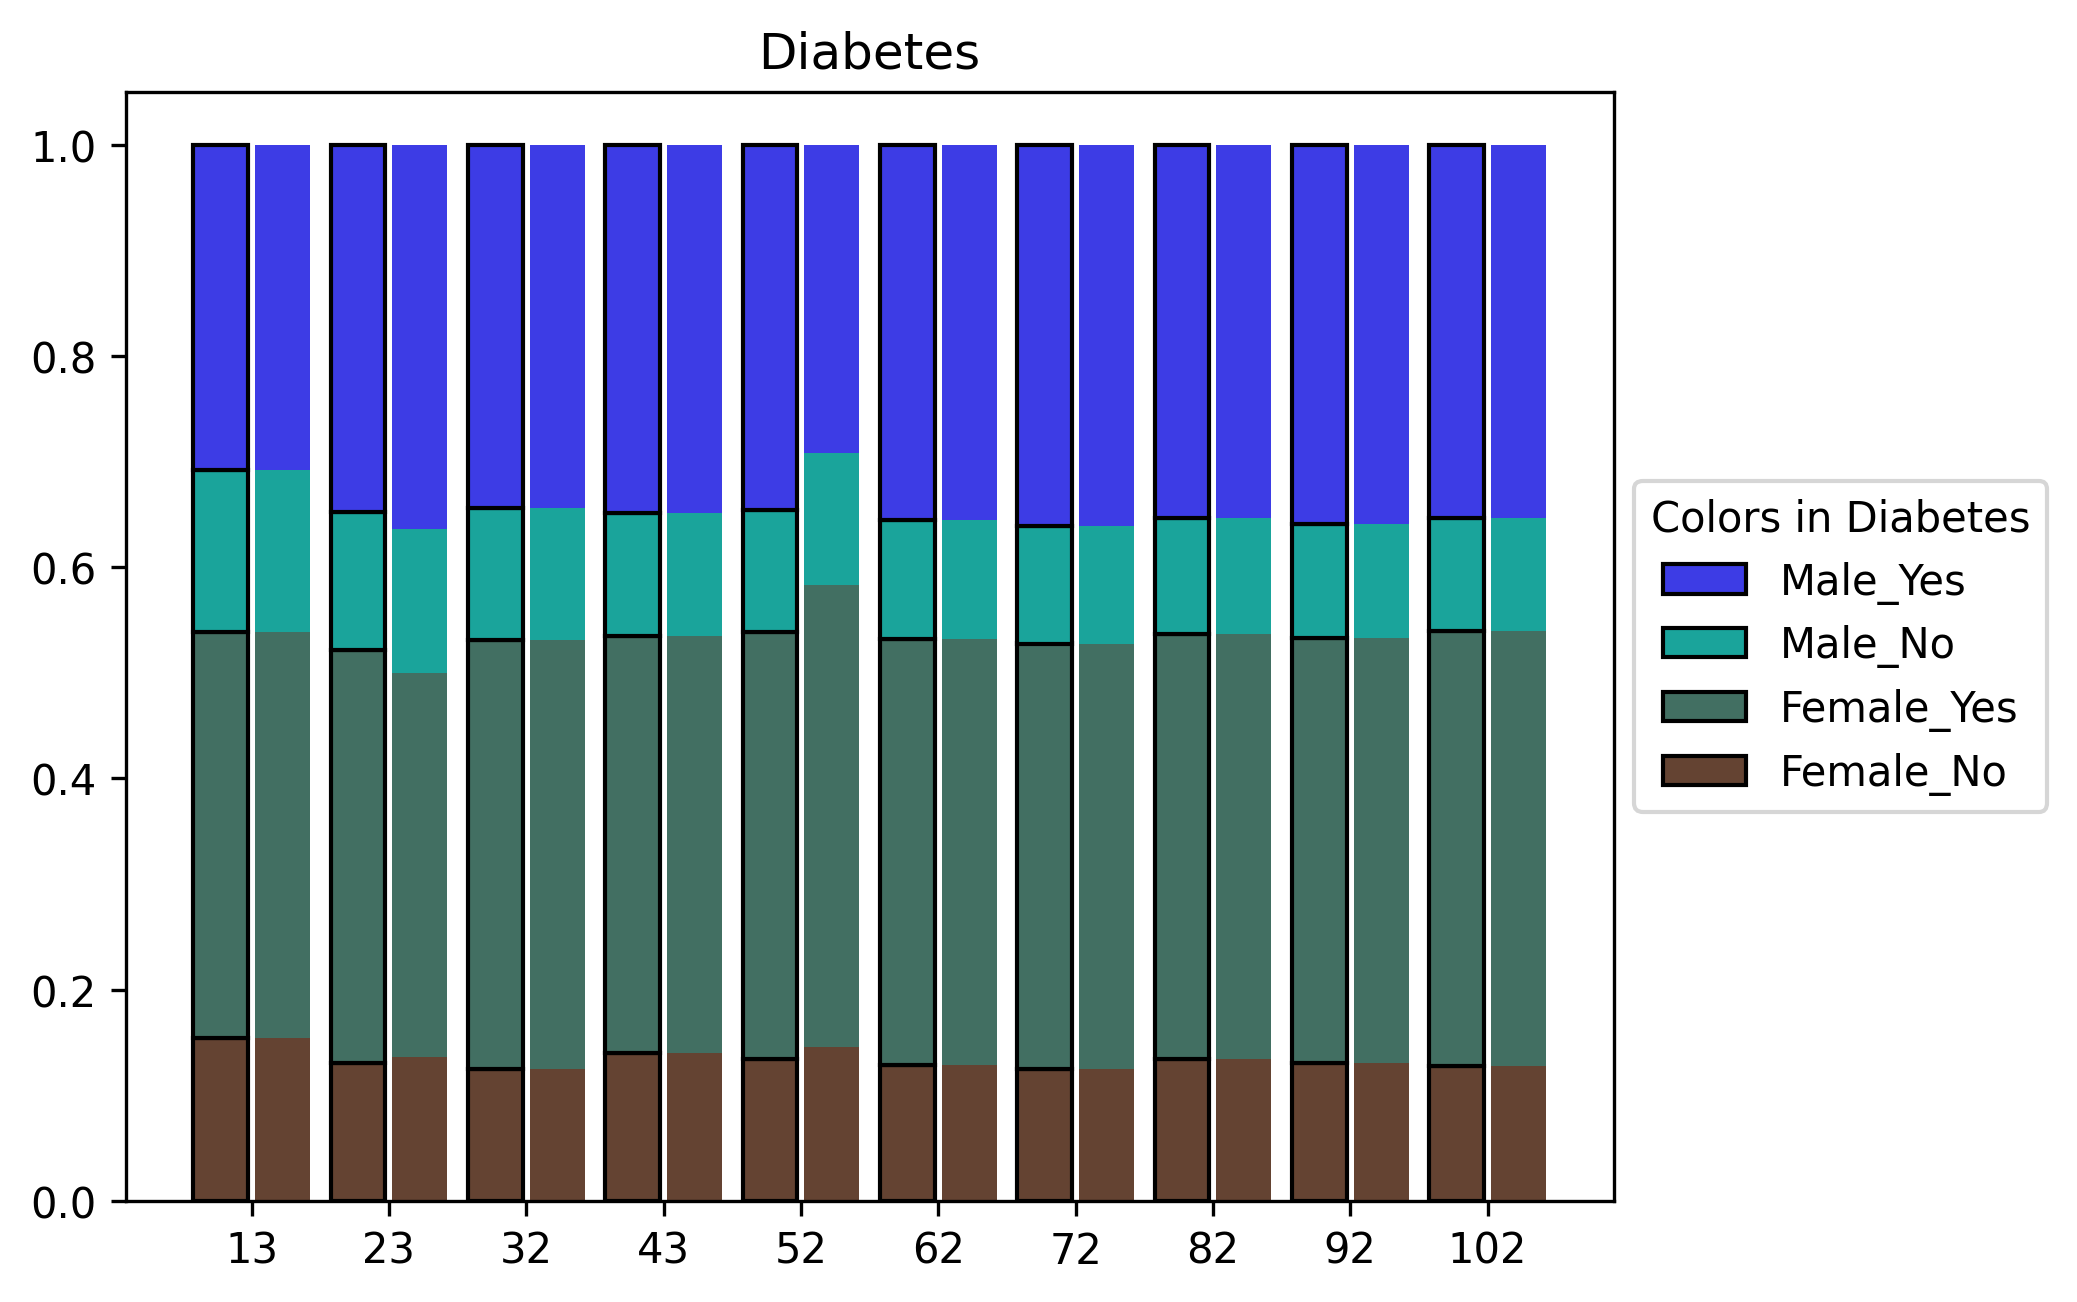 Diabetes
1.0
0.8
0.6
0.4
0.2
0.0
13 23 32 43 52 62 72 82 92 102
Colors in Diabetes
Male_Yes
Male_No
Female_Yes
Female_No